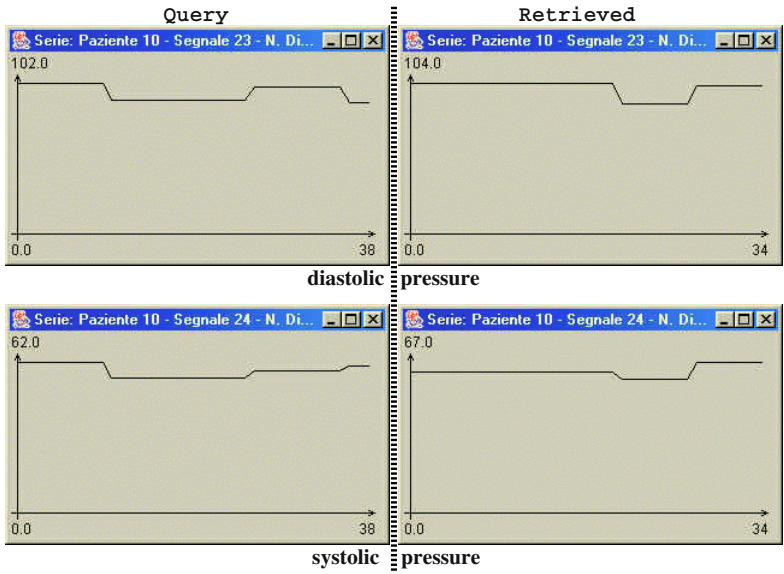 Query
Retrieved
Serie: Paziente 10 - Segnale 23 - N. Di...
102.0
0.0
38
Serie: Paziente 10 - Segnale 23 - N. Di...
104.0
0.0
34
diastolic pressure
Serie: Paziente 10 - Segnale 24 - N. Di...
62.0
0.0
38
Serie: Paziente 10 - Segnale 24 - N. Di...
67.0
0.0
34
systolic pressure